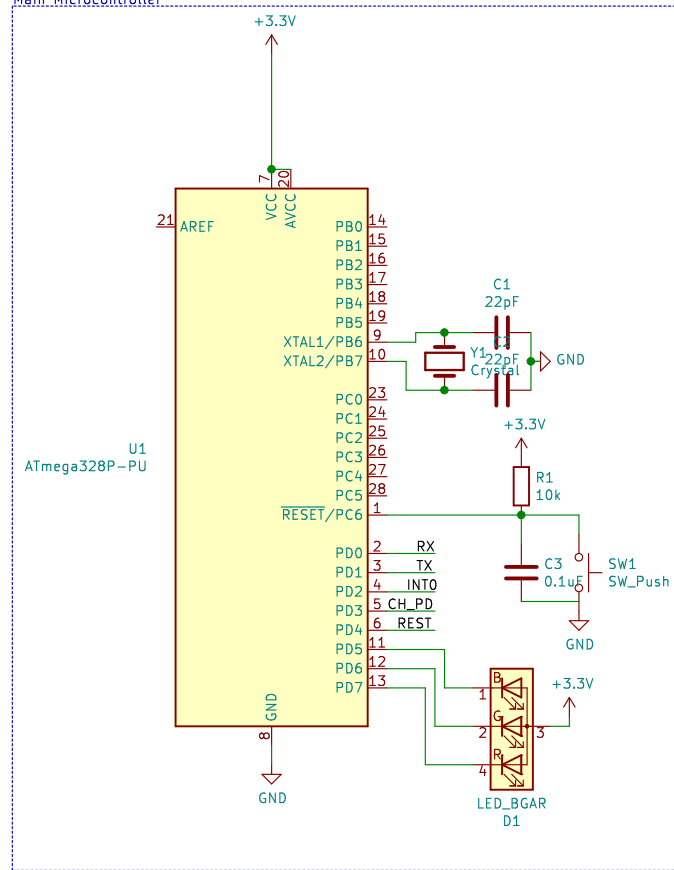 Main Microcontroller
+3.3V
7
20
VCC
AVCC
21
AREF
PB0
14
PB1
15
PB2
16
PB3
17
PB4
18
PB5
19
XTAL1/PB6
9
XTAL2/PB7
10
C1
22pF
C2
22pF
Y1
Crystal
GND
PC0
23
PC1
24
PC2
25
PC3
26
PC4
27
PC5
28
RESET/PC6
1
U1
ATmega328P-PU
+3.3V
R1
10k
C3
0.1uF
SW1
SW_Push
GND
PD0
2
RX
PD1
3
TX
PD2
4
INT0
PD3
5
CH_PD
PD4
6
REST
PD5
11
PD6
12
PD7
13
GND
8
GND
+3.3V
B
1
G
2
3
R
4
LED_BGAR
D1